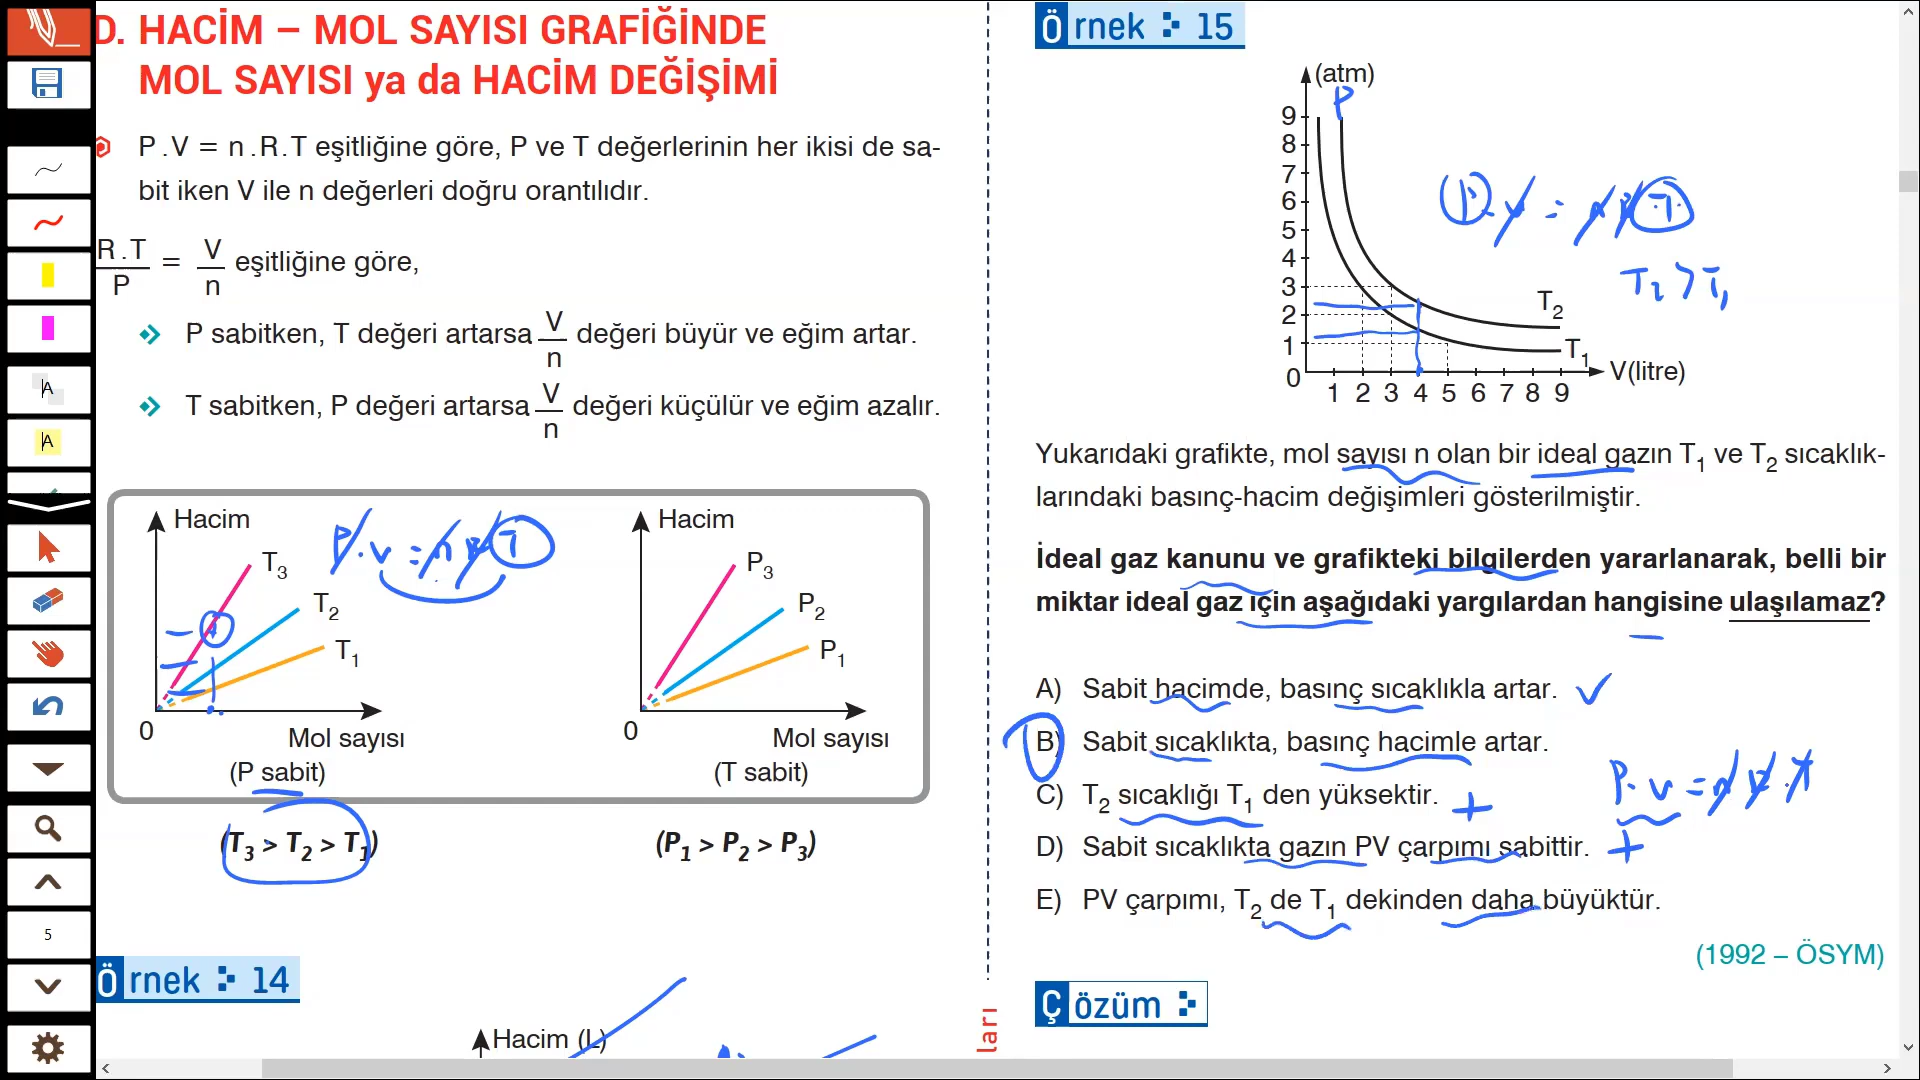 D. HACİM – MOL SAYISI GRAFİĞİNDE
MOL SAYISI ya da HACİM DEĞİŞİMİ
P.V = n.R.T eşitliğine göre, P ve T değerlerinin her ikisi de sa-
bit iken V ile n değerleri doğru orantılıdır.
R.T/P = V/n eşitliğine göre,
P sabitken, T değeri artarsa V/n değeri büyür ve eğim artar.
T sabitken, P değeri artarsa V/n değeri küçülür ve eğim azalır.
Hacim
P.V = n R T
T3
T2
T1
0
Mol sayısı
(P sabit)
(T3 > T2 > T1)
Hacim
P3
P2
P1
0
Mol sayısı
(T sabit)
(P1 > P2 > P3)
Örnek 14
Hacim (L)
ları
Örnek 15
(atm)
P
9
8
7
6
5
4
3
2
1
0
1 2 3 4 5 6 7 8 9
V(litre)
T2
T1
P.V = n R T
T2 > T1
Yukarıdaki grafikte, mol sayısı n olan bir ideal gazın T1 ve T2 sıcaklık-
larındaki basınç-hacim değişimleri gösterilmiştir.
İdeal gaz kanunu ve grafikteki bilgilerden yararlanarak, belli bir
miktar ideal gaz için aşağıdaki yargılardan hangisine ulaşılamaz?
A) Sabit hacimde, basınç sıcaklıkla artar.
B) Sabit sıcaklıkta, basınç hacimle artar.
C) T2 sıcaklığı T1 den yüksektir. +
P.V = n R.T
D) Sabit sıcaklıkta gazın PV çarpımı sabittir. +
E) PV çarpımı, T2 de T1 dekinden daha büyüktür.
(1992 – ÖSYM)
Çözüm
A
A
5